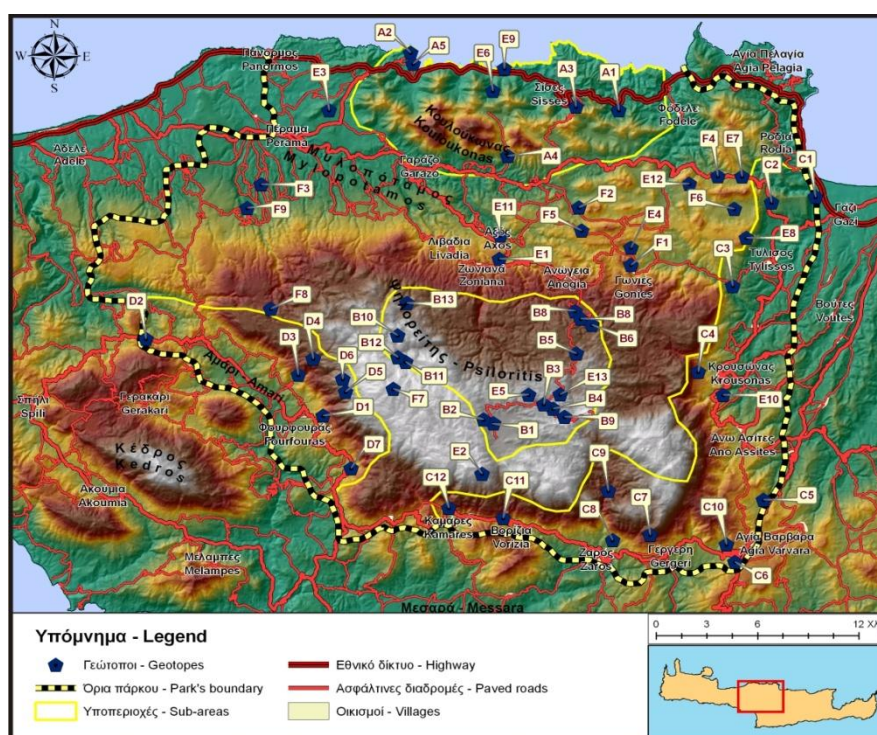 N
W
E
S
A2
A5
E6
E9
Πάνορμος
Panormos
E3
A3
A1
Αγία Πελαγία
Agia Pelagia
Σίσες
Sisses
Φόδελε
Fodele
Κουλούκωνας
Kouloukonas
Ροδιά
Rodia
Αδελε
Adele
Πέραμα
Perama
Μυλοπόταμος
Mylopotamos
Γαράζο
Garazo
A4
F4
E7
C2
C1
F3
F9
F2
E12
F6
E11
F5
E4
Αξός
Axos
Γάζι
Gazi
Λιβάδια
Livadia
E1
F1
E8
Ζωνιανά
Zoniana
Ανώγεια
Anogia
Γωνιές
Gonies
C3
Τύλισος
Tylissos
D2
F8
B13
Ψηλορείτης - Psiloritis
B10
B8
B8
B6
Βούτες
Voutes
D3
D4
B12
B5
C4
Αμάρι - Amari
D6
D5
B11
B3
E13
Κρουσώνας
Krousonas
Σπήλι
Spili
Γερακάρι
Gerakari
E5
F7
B4
E10
D1
B2
B1
B9
Φουρφουράς
Fourfouras
Κέδρος
Kedros
Ανω Ασίτες
Ano Assites
D7
E2
C9
Ακούμια
Akoumia
C12
C11
C8
C7
C10
C5
Καμάρες
Kamares
Βορίζια
Vorizia
Ζαρός
Zaros
Γέργερη
Gergeri
Αγία Βαρβάρα
Agia Varvara
Μέλαμπες
Melampes
C6
Μεσαρά - Messara
Υπόμνημα - Legend
Γεώτοποι - Geotopes
Όρια πάρκου - Park's boundary
Υποπεριοχές - Sub-areas
Εθνικό δίκτυο - Highway
Ασφάλτινες διαδρομές - Paved roads
Οικισμοί - Villages
0 3 6 12 ΧΛ